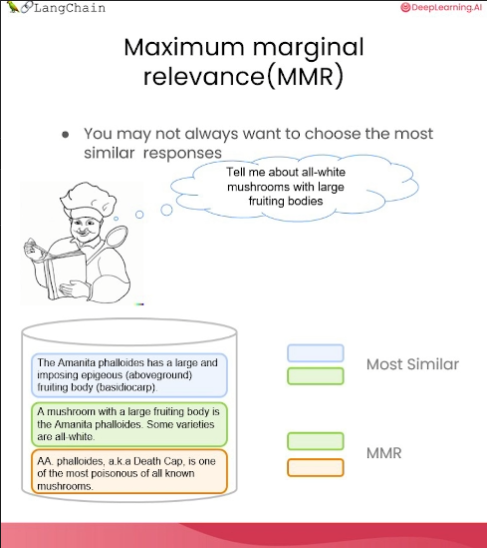 LangChain
DeepLearning.AI
Maximum marginal
relevance(MMR)
● You may not always want to choose the most
similar responses
Tell me about all-white
mushrooms with large
fruiting bodies
The Amanita phalloides has a large and
imposing epigeous (aboveground)
fruiting body (basidiocarp).
A mushroom with a large fruiting body is
the Amanita phalloides. Some varieties
are all-white.
AA. phalloides, a.k.a Death Cap, is one
of the most poisonous of all known
mushrooms.
Most Similar
MMR